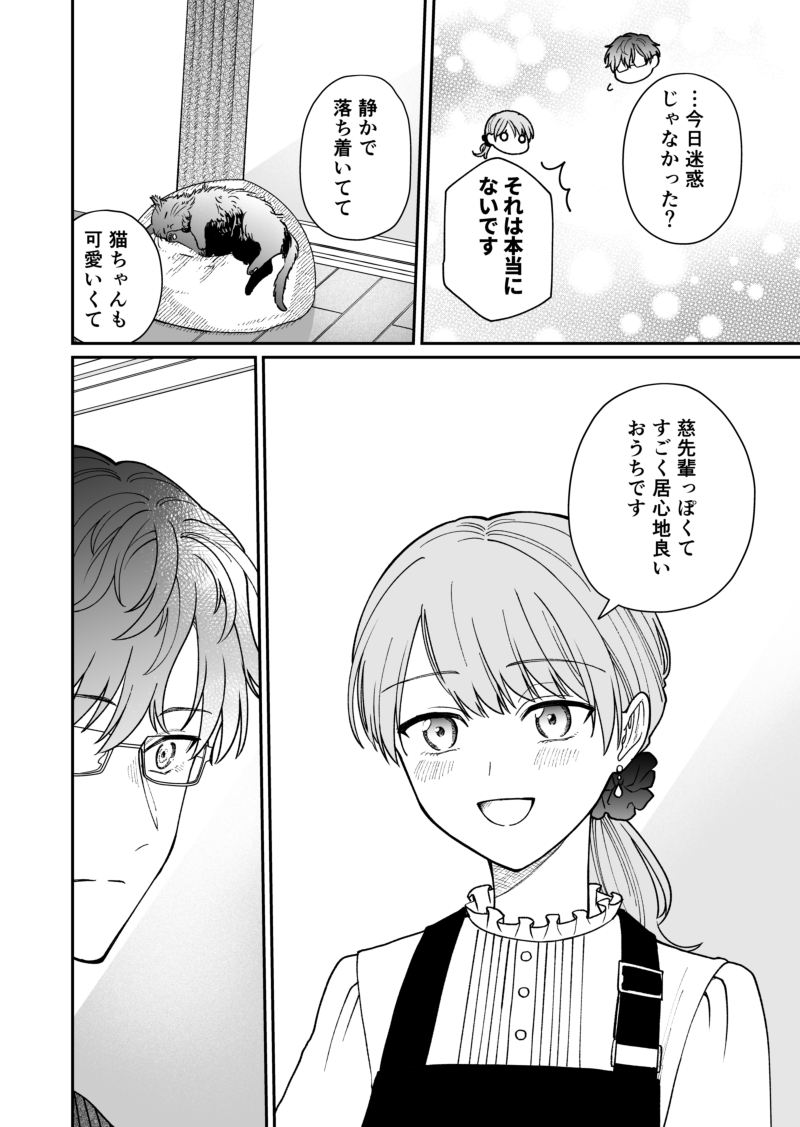 …今日迷惑
じゃなかった？
それは本当に
ないです
静かで
落ち着いてて
猫ちゃんも
可愛いくて
慈先輩っぽくて
すごく居心地良い
おうちです